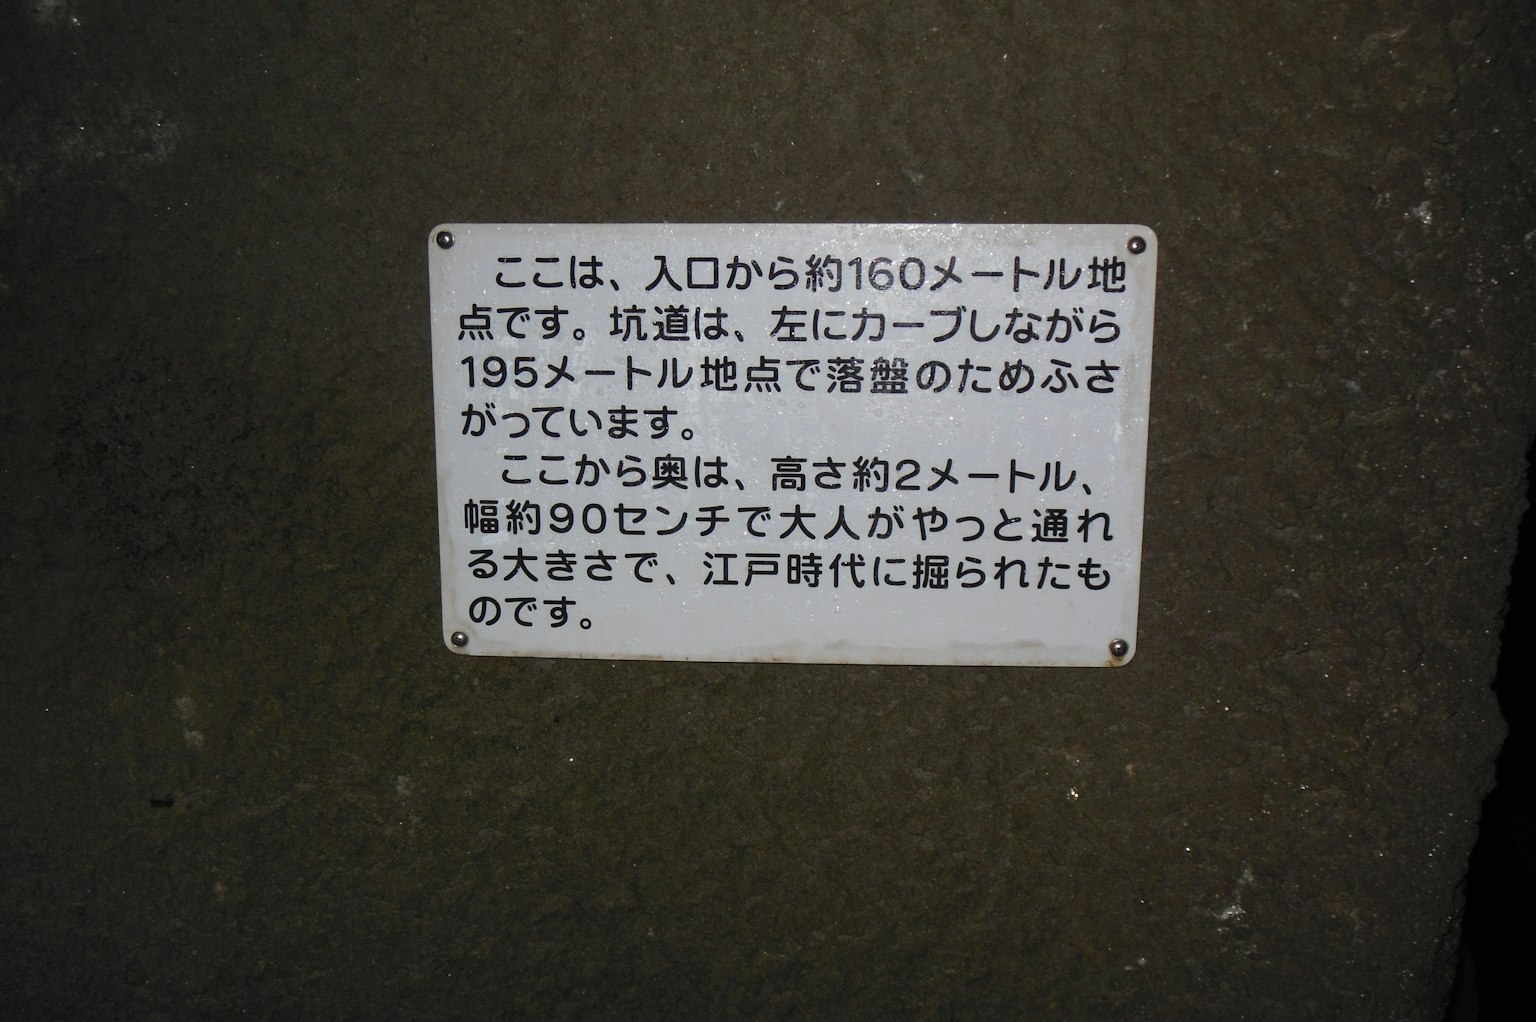 ここは、入口から約160メートル地
点です。坑道は、左にカーブしながら
195メートル地点で落盤のためふさ
がっています。
ここから奥は、高さ約2メートル、
幅約90センチで大人がやっと通れ
る大きさで、江戸時代に掘られたも
のです。